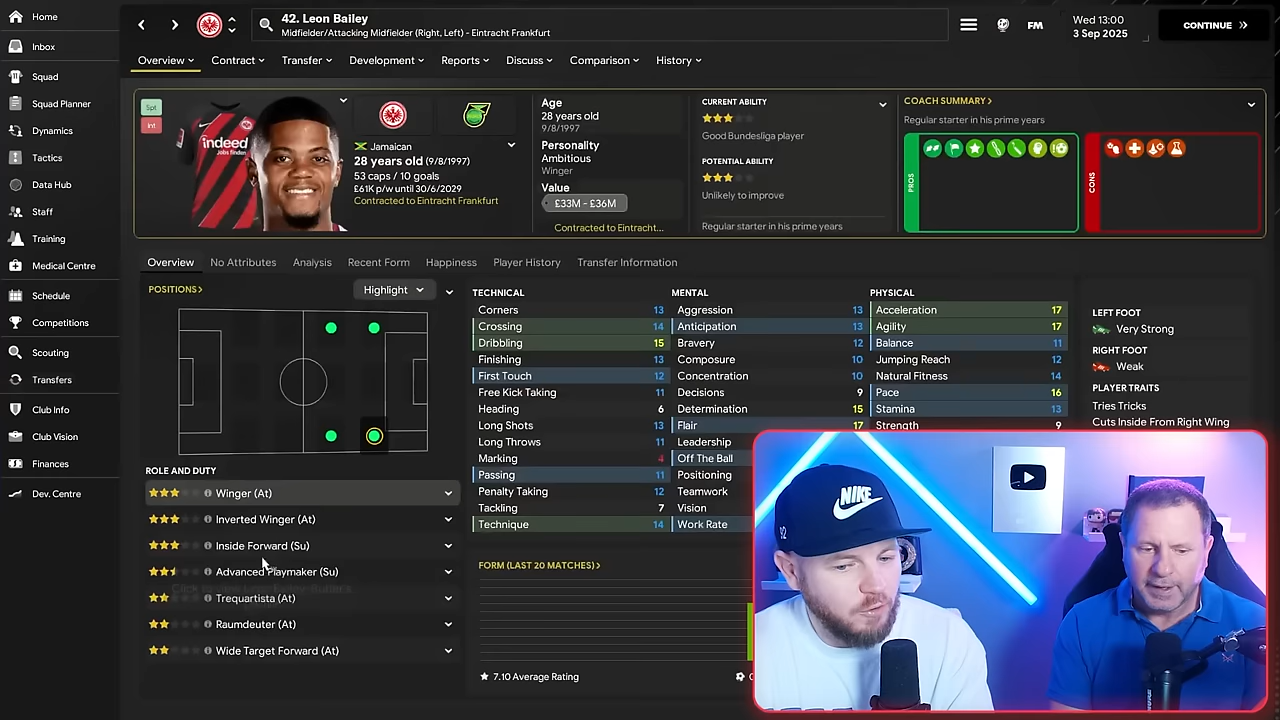 Home
Inbox
Squad
Squad Planner
Dynamics
Tactics
Data Hub
Staff
Training
Medical Centre
Schedule
Competitions
Scouting
Transfers
Club Info
Club Vision
Finances
Dev. Centre
42. Leon Bailey
Midfielder/Attacking Midfielder (Right, Left) - Eintracht Frankfurt
FM
Wed 13:00
3 Sep 2025
CONTINUE
Overview
Contract
Transfer
Development
Reports
Discuss
Comparison
History
Spt
Int
indeed
Jamaican
28 years old (9/8/1997)
53 caps / 10 goals
£61K p/w until 30/6/2029
Contracted to Eintracht Frankfurt
Age
28 years old
9/8/1997
Personality
Ambitious
Winger
Value
£33M - £36M
Contracted to Eintracht...
CURRENT ABILITY
Good Bundesliga player
POTENTIAL ABILITY
Unlikely to improve
Regular starter in his prime years
COACH SUMMARY >
Regular starter in his prime years
PROS
CONS
Overview
No Attributes
Analysis
Recent Form
Happiness
Player History
Transfer Information
POSITIONS >
Highlight
ROLE AND DUTY
Winger (At)
Inverted Winger (At)
Inside Forward (Su)
Advanced Playmaker (Su)
Trequartista (At)
Raumdeuter (At)
Wide Target Forward (At)
TECHNICAL
Corners 13
Crossing 14
Dribbling 15
Finishing 13
First Touch 12
Free Kick Taking 11
Heading 6
Long Shots 13
Long Throws 11
Marking 4
Passing 11
Penalty Taking 12
Tackling 7
Technique 14
MENTAL
Aggression 13
Anticipation 13
Bravery 12
Composure 10
Concentration 10
Decisions 9
Determination 15
Flair 17
Leadership
Off The Ball
Positioning
Teamwork
Vision
Work Rate
PHYSICAL
Acceleration 17
Agility 17
Balance 11
Jumping Reach 12
Natural Fitness 14
Pace 16
Stamina 13
Strength 9
LEFT FOOT
Very Strong
RIGHT FOOT
Weak
PLAYER TRAITS
Tries Tricks
Cuts Inside From Right Wing
FORM (LAST 20 MATCHES) >
7.10 Average Rating
NIKE